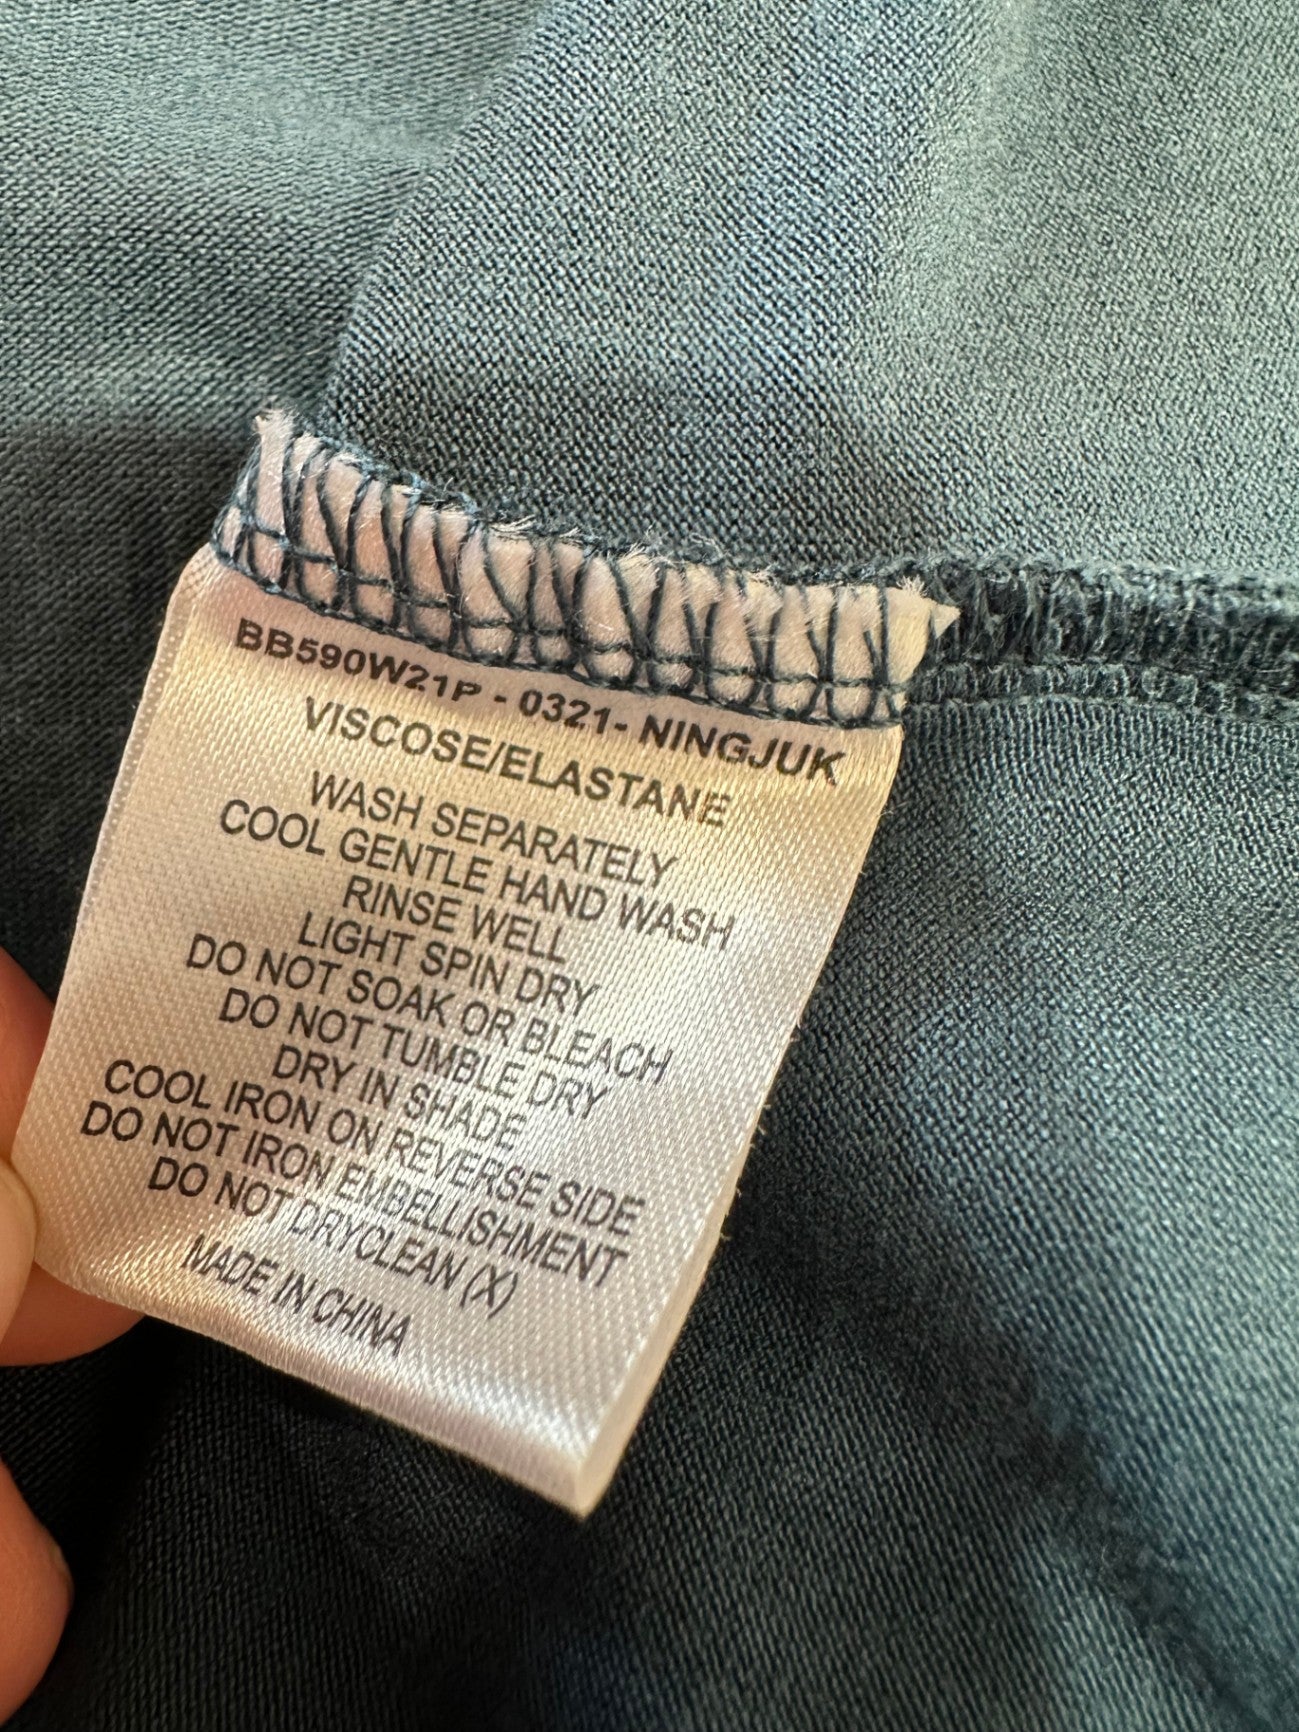 BB590W21P - 0321- NINGJUK
VISCOSE/ELASTANE
WASH SEPARATELY
COOL GENTLE HAND WASH
RINSE WELL
LIGHT SPIN DRY
DO NOT SOAK OR BLEACH
DO NOT TUMBLE DRY
DRY IN SHADE
COOL IRON ON REVERSE SIDE
DO NOT IRON EMBELLISHMENT
DO NOT DRYCLEAN (X)
MADE IN CHINA